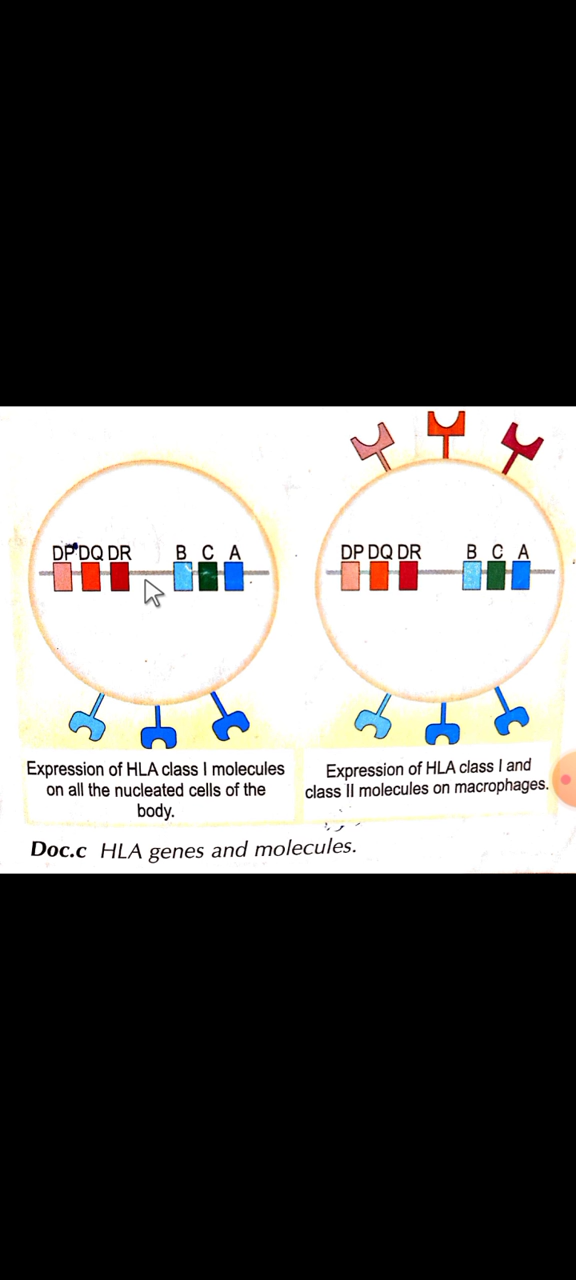 DP DQ DR B C A
DP DQ DR B C A
Expression of HLA class I molecules
on all the nucleated cells of the
body.
Expression of HLA class I and
class II molecules on macrophages.
Doc.c HLA genes and molecules.